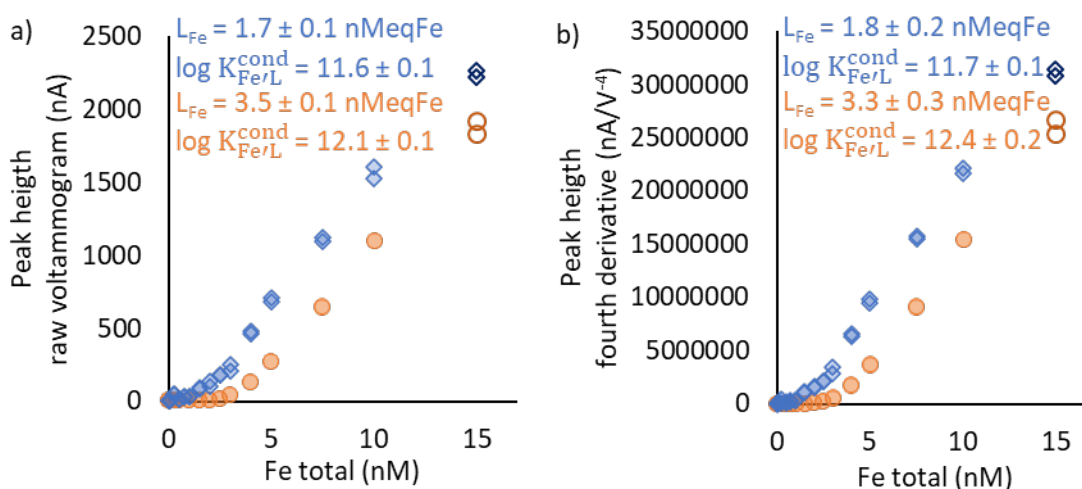 a)
Peak heigth
raw voltammogram (nA)
2500
2000
1500
1000
500
0
L_Fe = 1.7 ± 0.1 nMeqFe
log K^cond_Fe′L = 11.6 ± 0.1
L_Fe = 3.5 ± 0.1 nMeqFe
log K^cond_Fe′L = 12.1 ± 0.1
0 5 10 15
Fe total (nM)
b)
Peak heigth
fourth derivative (nA/V⁻⁴)
35000000
30000000
25000000
20000000
15000000
10000000
5000000
0
L_Fe = 1.8 ± 0.2 nMeqFe
log K^cond_Fe′L = 11.7 ± 0.1
L_Fe = 3.3 ± 0.3 nMeqFe
log K^cond_Fe′L = 12.4 ± 0.2
0 5 10 15
Fe total (nM)